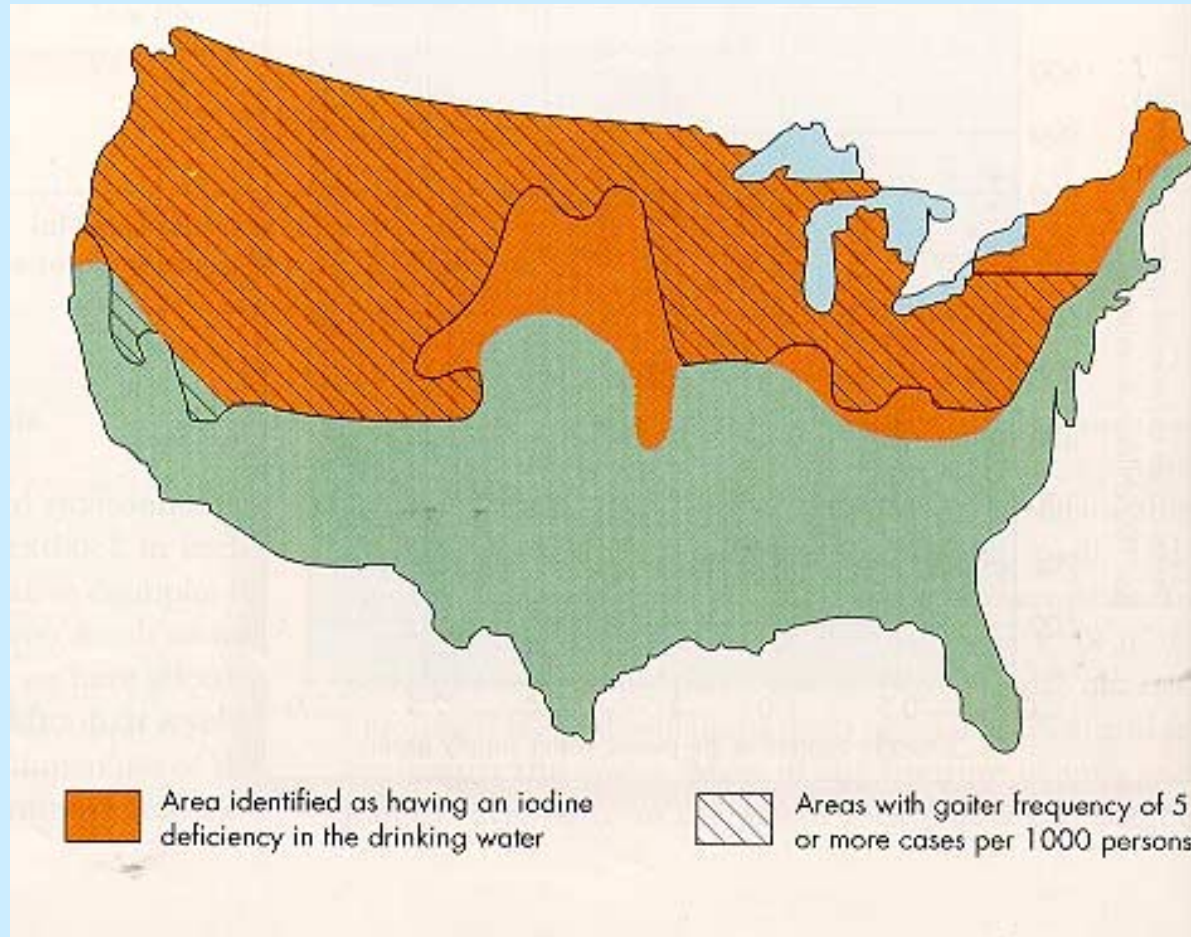 Area identified as having an iodine
deficiency in the drinking water
Areas with goiter frequency of 5
or more cases per 1000 persons